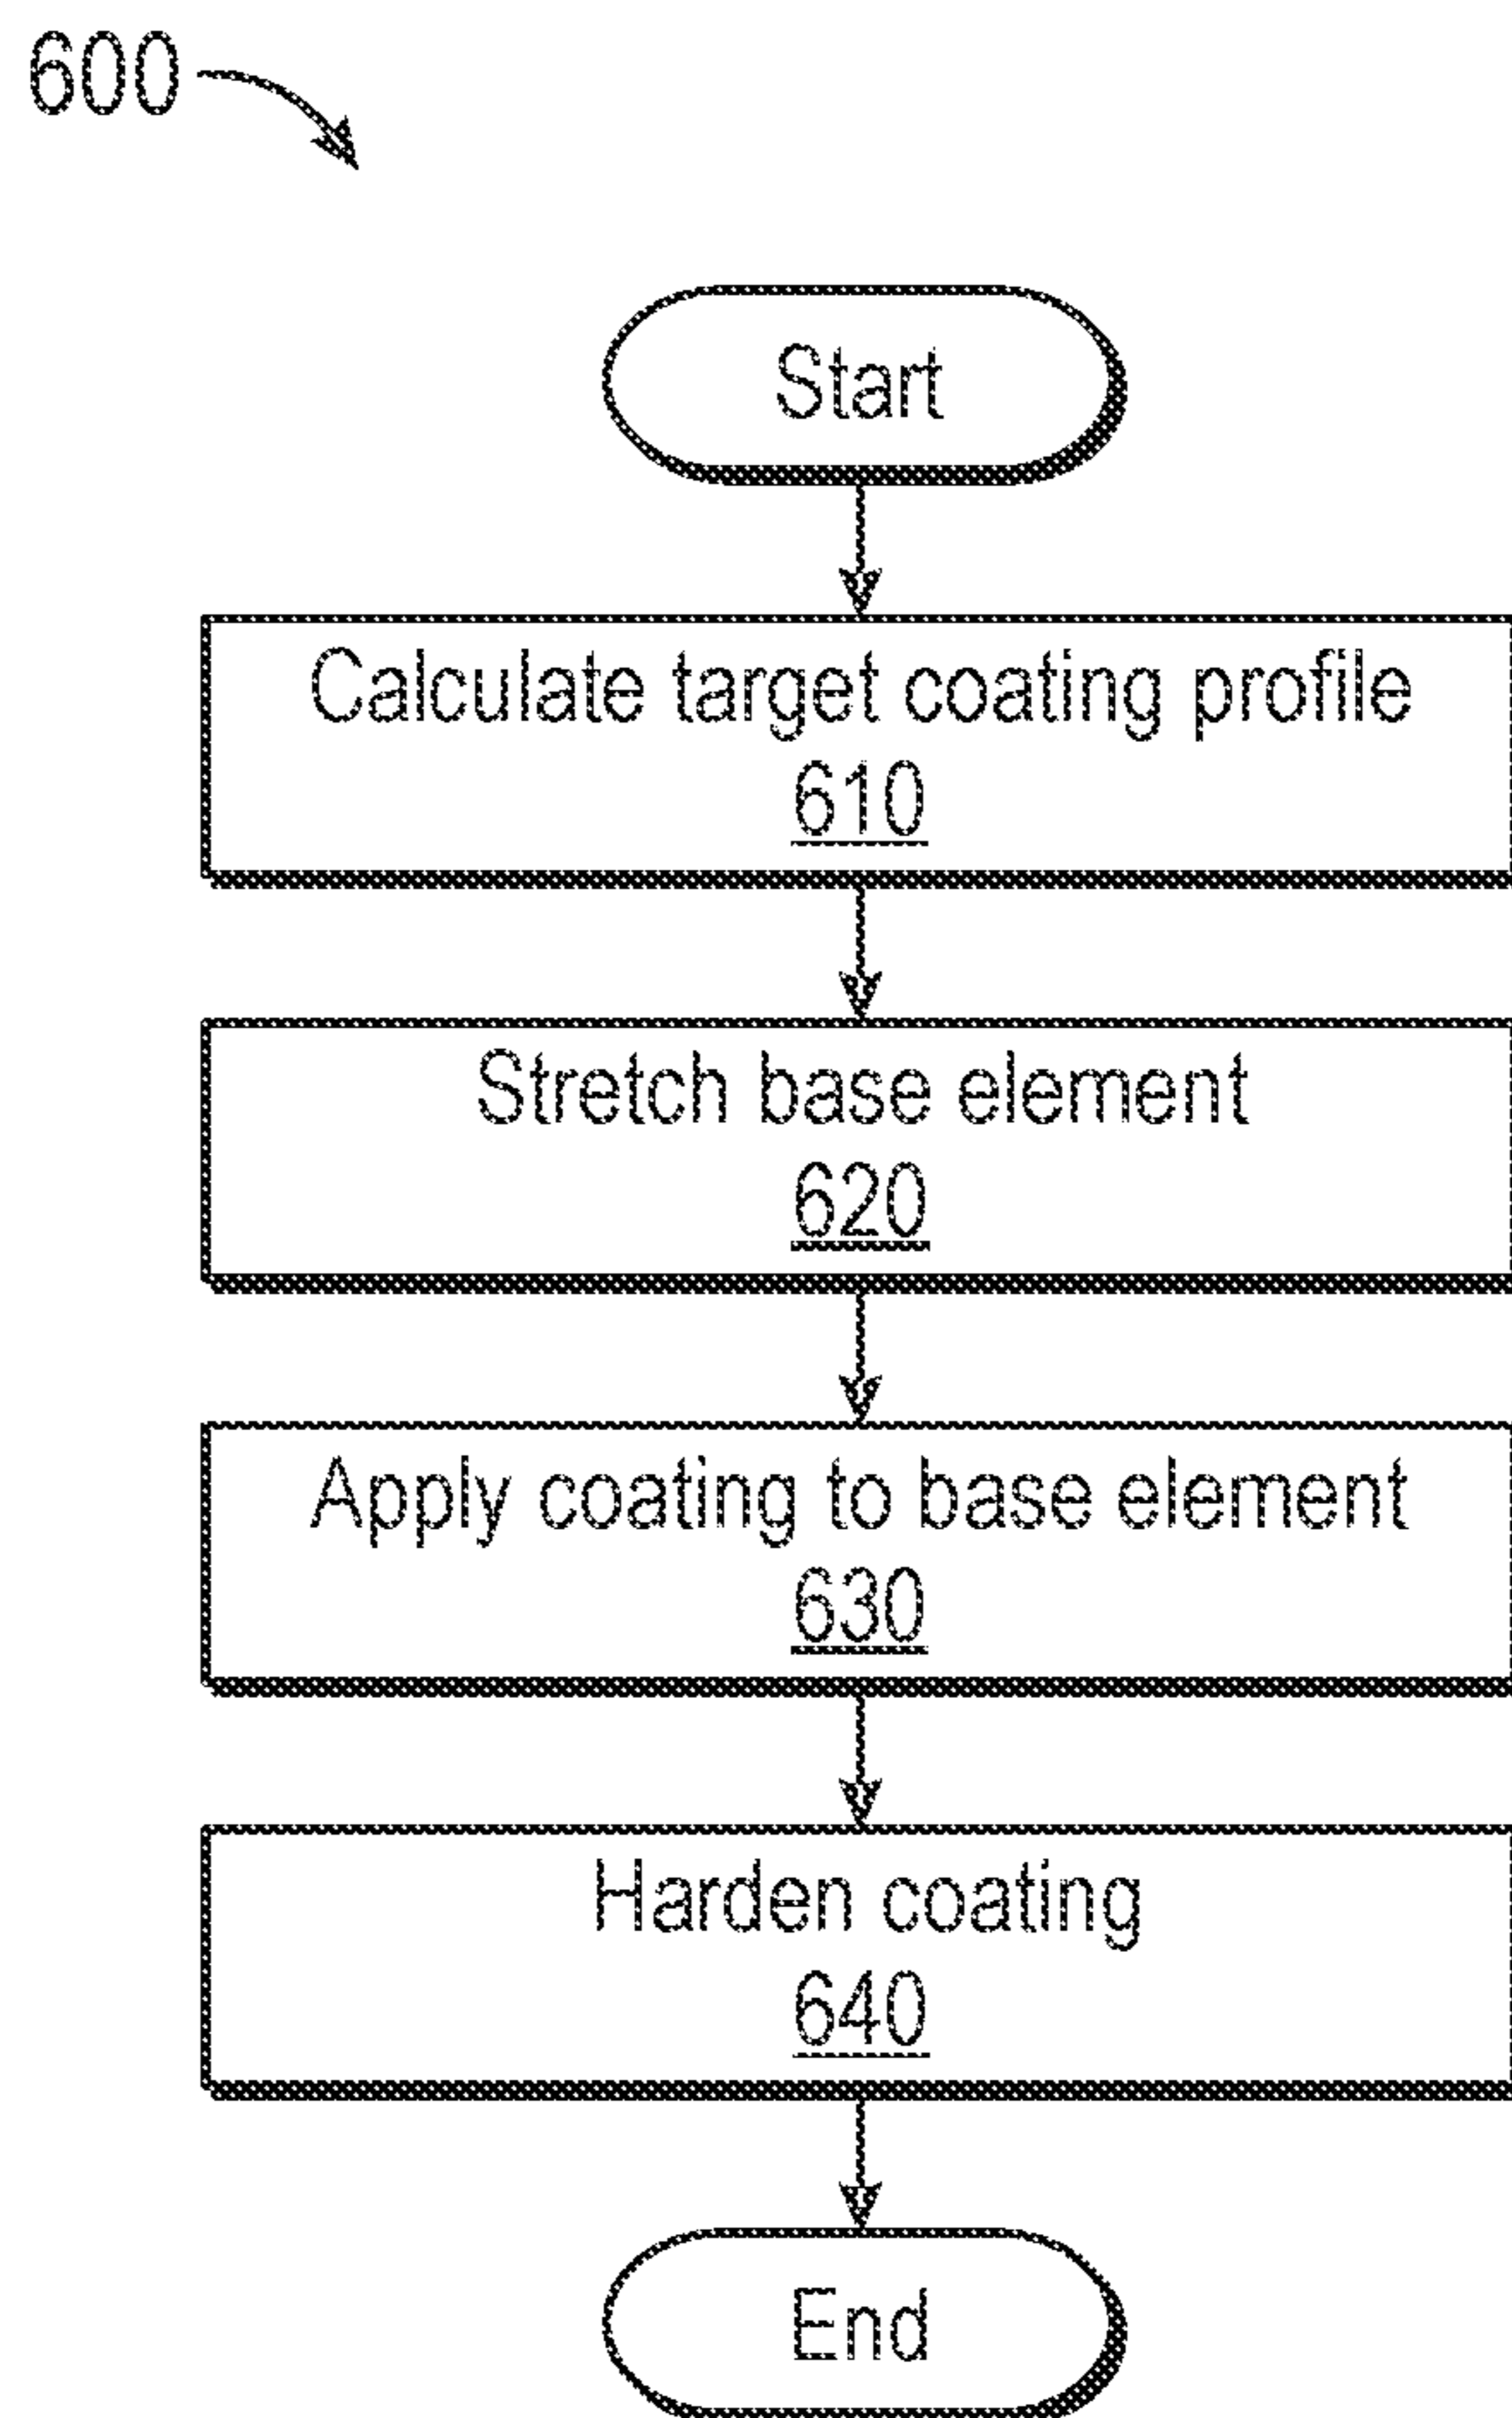 600
Start
Calculate target coating profile
610
Stretch base element
620
Apply coating to base element
630
Harden coating
640
End